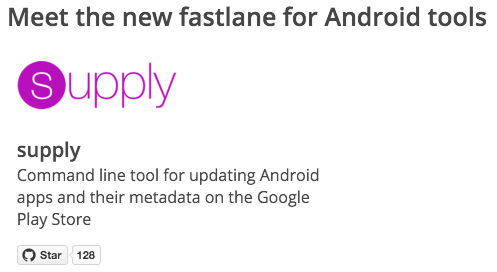 Meet the new fastlane for Android tools
supply
supply
Command line tool for updating Android
apps and their metadata on the Google
Play Store
Star 128